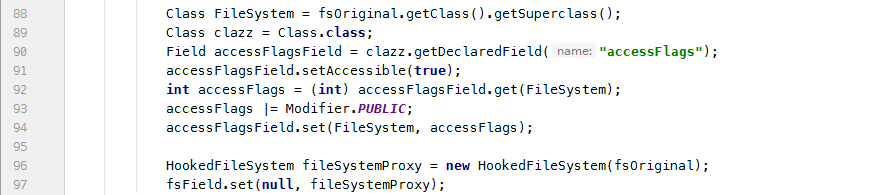 88 Class FileSystem = fsOriginal.getClass().getSuperclass();
89 Class clazz = Class.class;
90 Field accessFlagsField = clazz.getDeclaredField( name: "accessFlags");
91 accessFlagsField.setAccessible(true);
92 int accessFlags = (int) accessFlagsField.get(FileSystem);
93 accessFlags |= Modifier.PUBLIC;
94 accessFlagsField.set(FileSystem, accessFlags);
95
96 HookedFileSystem fileSystemProxy = new HookedFileSystem(fsOriginal);
97 fsField.set(null, fileSystemProxy);